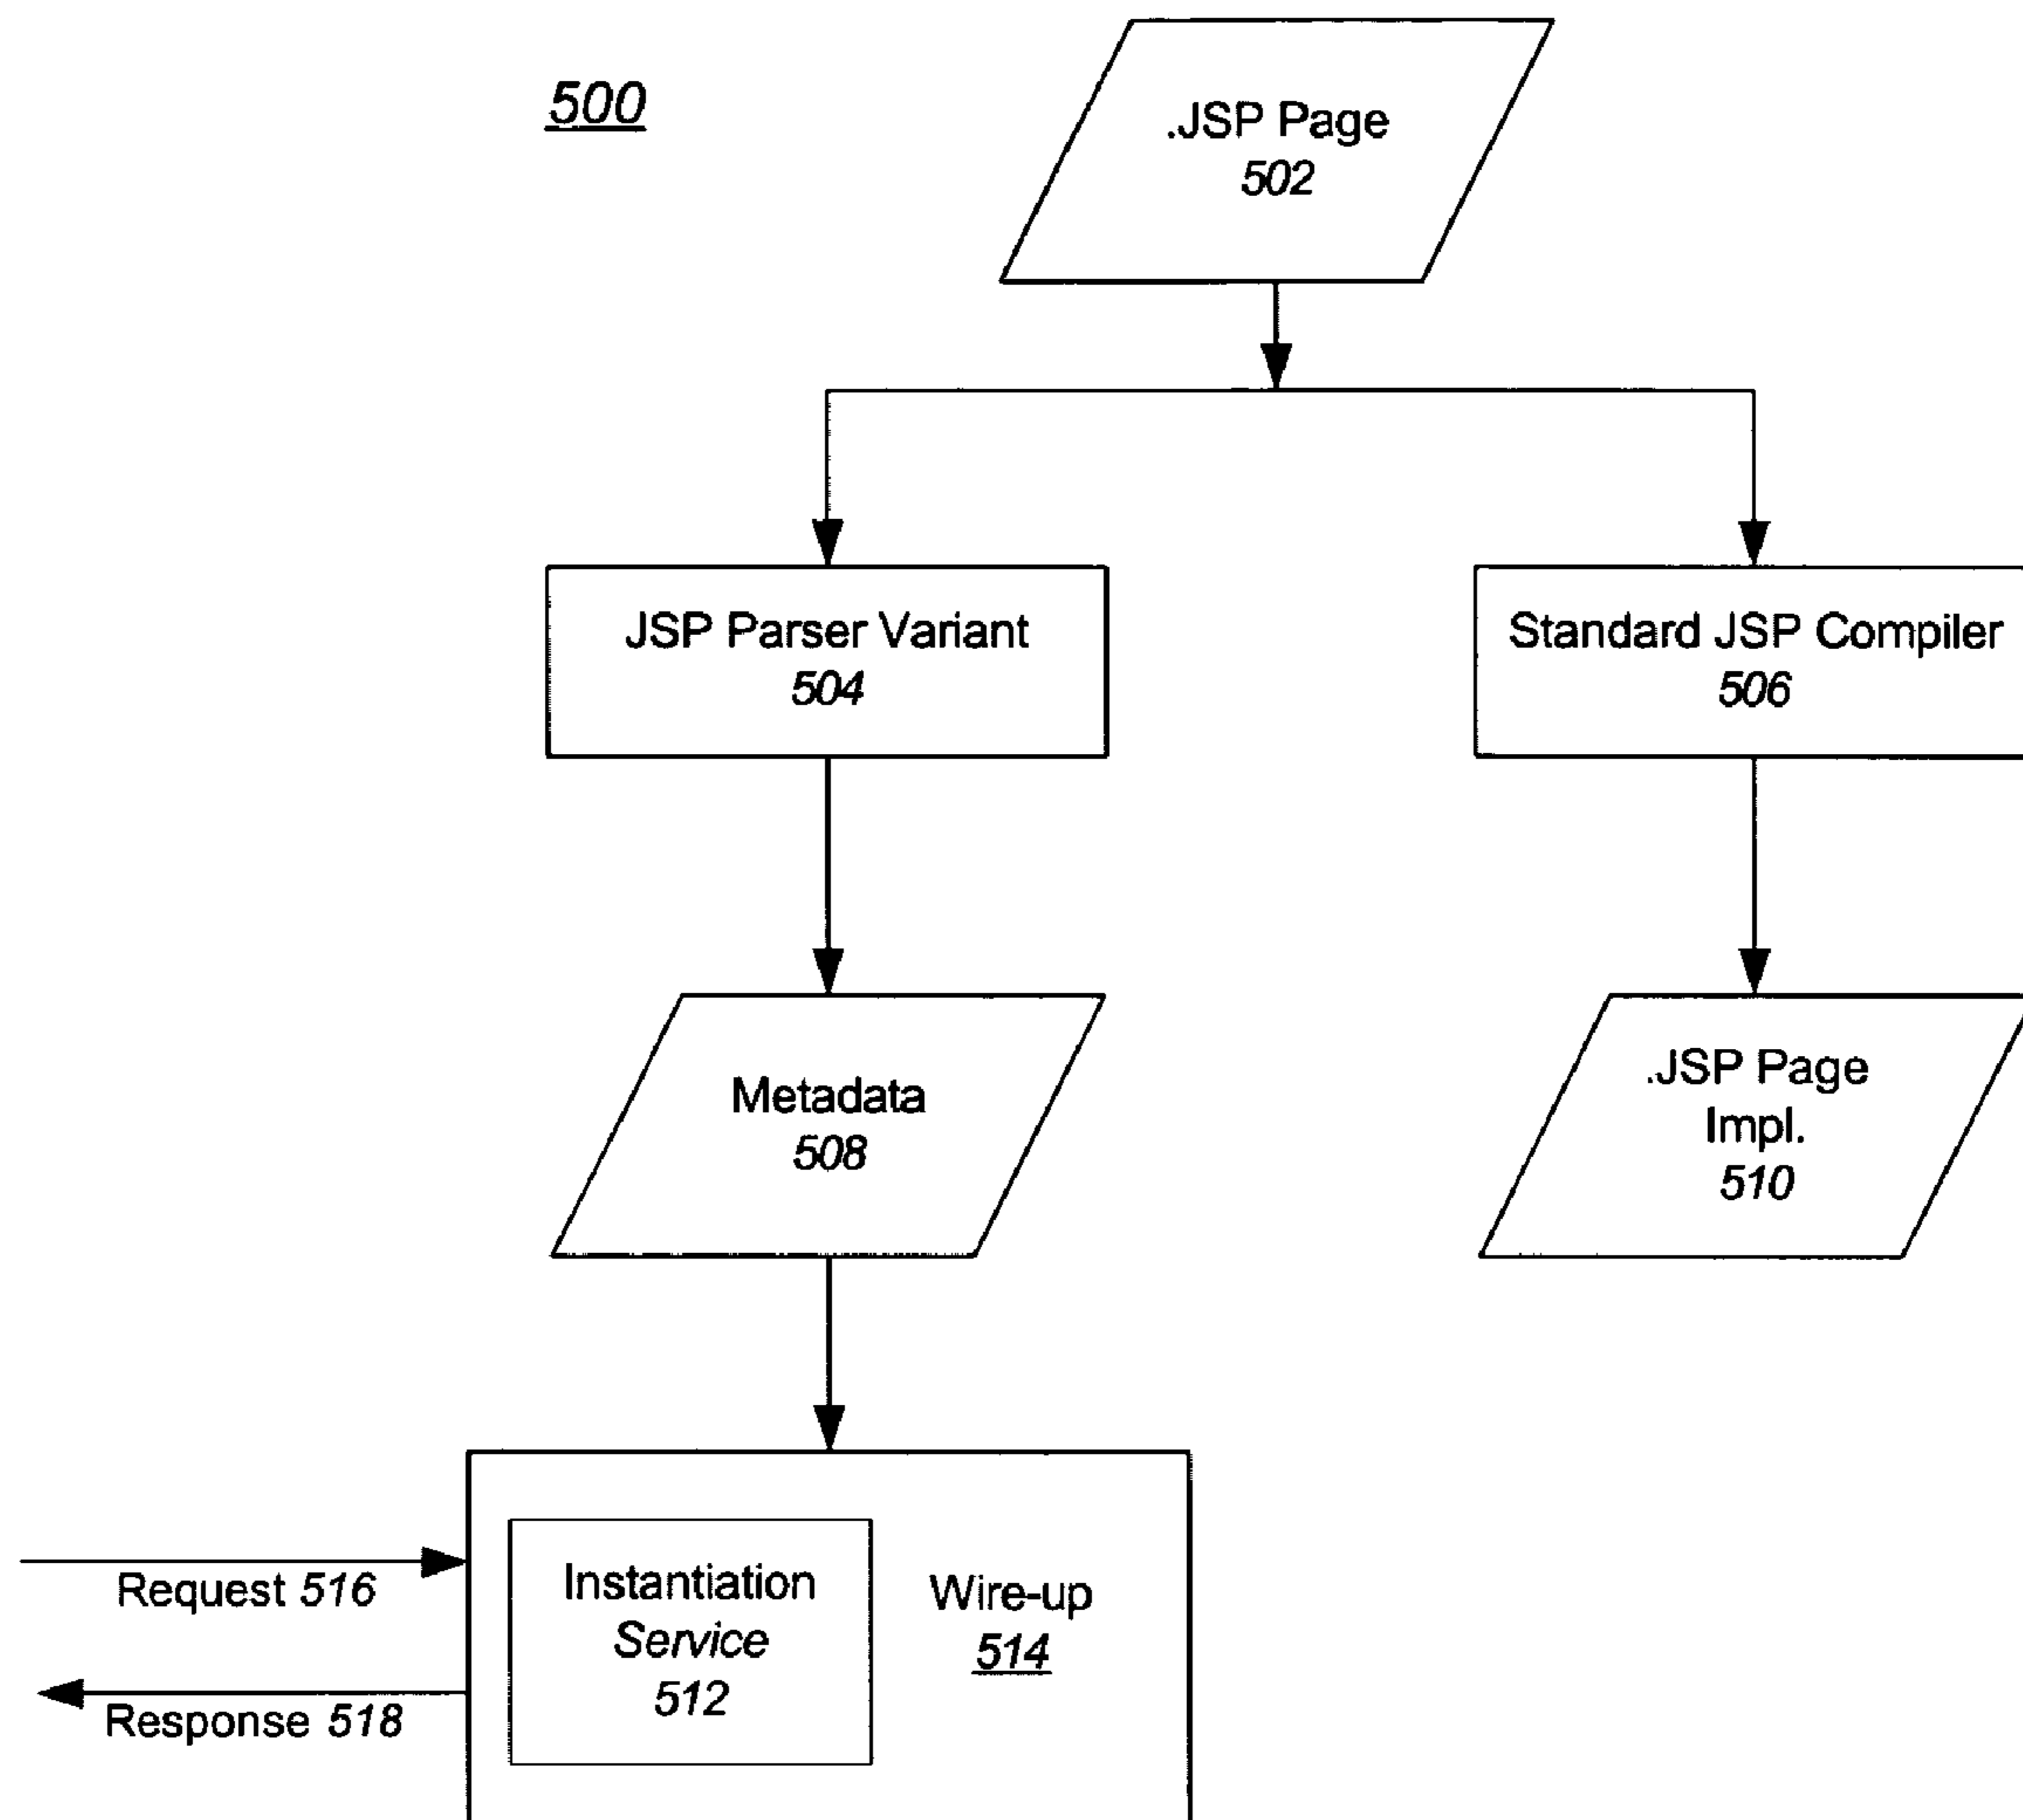 500
.JSP Page
502
JSP Parser Variant
504
Standard JSP Compiler
506
Metadata
508
.JSP Page
Impl.
510
Request 516
Response 518
Instantiation
Service
512
Wire-up
514